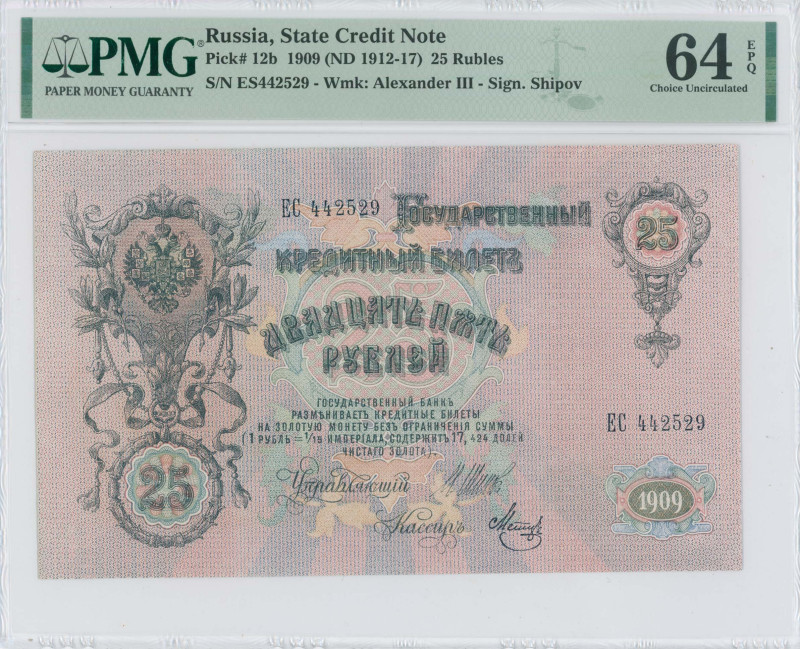 PMG®
PAPER MONEY GUARANTY
Russia, State Credit Note
Pick# 12b 1909 (ND 1912-17) 25 Rubles
S/N ES442529 - Wmk: Alexander III - Sign. Shipov
64 EPQ
Choice Uncirculated
ЕС 442529
Государственный
Кредитный Билетъ
25
Двадцать пять
рублей
25
ГОСУДАРСТВЕННЫЙ БАНКЪ
РАЗМѢНИВАЕТЪ КРЕДИТНЫЕ БИЛЕТЫ
НА ЗОЛОТУЮ МОНЕТУ БЕЗЪ ОГРАНИЧЕНІЯ СУММЫ
(1 РУБЛЬ = 1/15 ИМПЕРІАЛА, СОДЕРЖИТЪ 17,424 ДОЛЕЙ
ЧИСТАГО ЗОЛОТА)
ЕС 442529
25
Управляющій
Кассиръ
1909